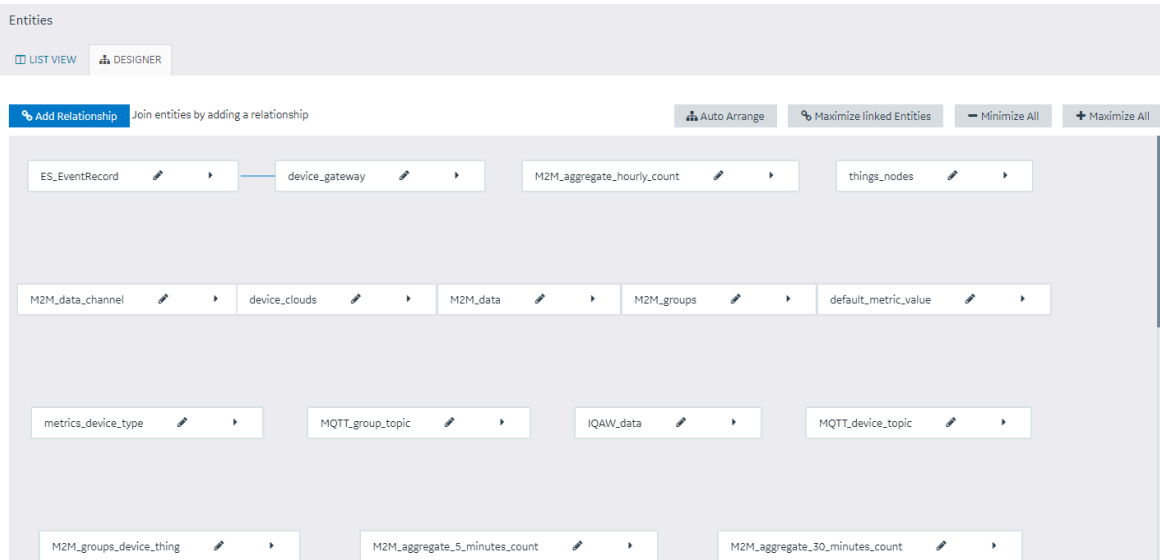 Entities
LIST VIEW DESIGNER
Add Relationship Join entities by adding a relationship Auto Arrange Maximize linked Entities Minimize All Maximize All
ES_EventRecord device_gateway M2M_aggregate_hourly_count things_nodes
M2M_data_channel device_clouds M2M_data M2M_groups default_metric_value
metrics_device_type MQTT_group_topic IQAW_data MQTT_device_topic
M2M_groups_device_thing M2M_aggregate_5_minutes_count M2M_aggregate_30_minutes_count